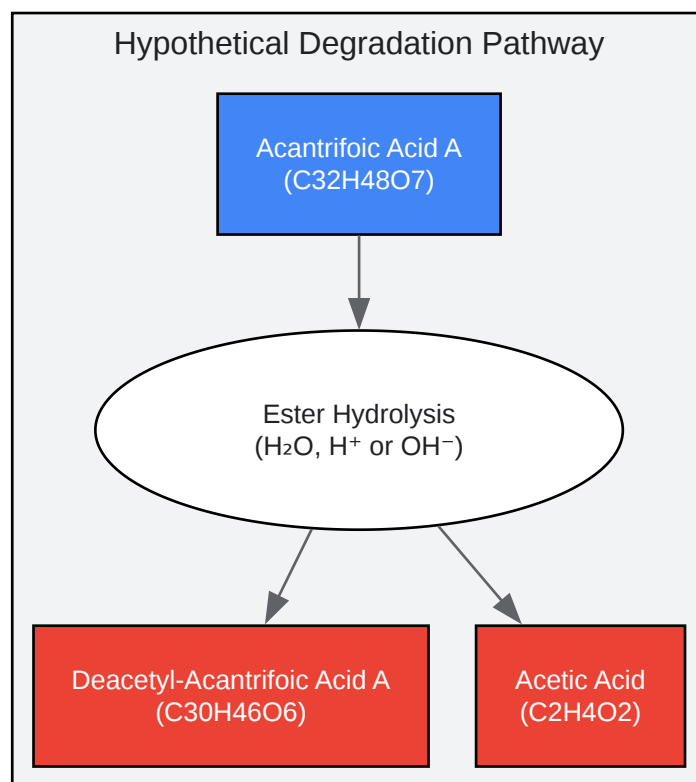 Hypothetical Degradation Pathway
Acantrifoic Acid A
(C32H48O7)
Ester Hydrolysis
(H₂O, H⁺ or OH⁻)
Deacetyl-Acantrifoic Acid A
(C30H46O6)
Acetic Acid
(C2H4O2)